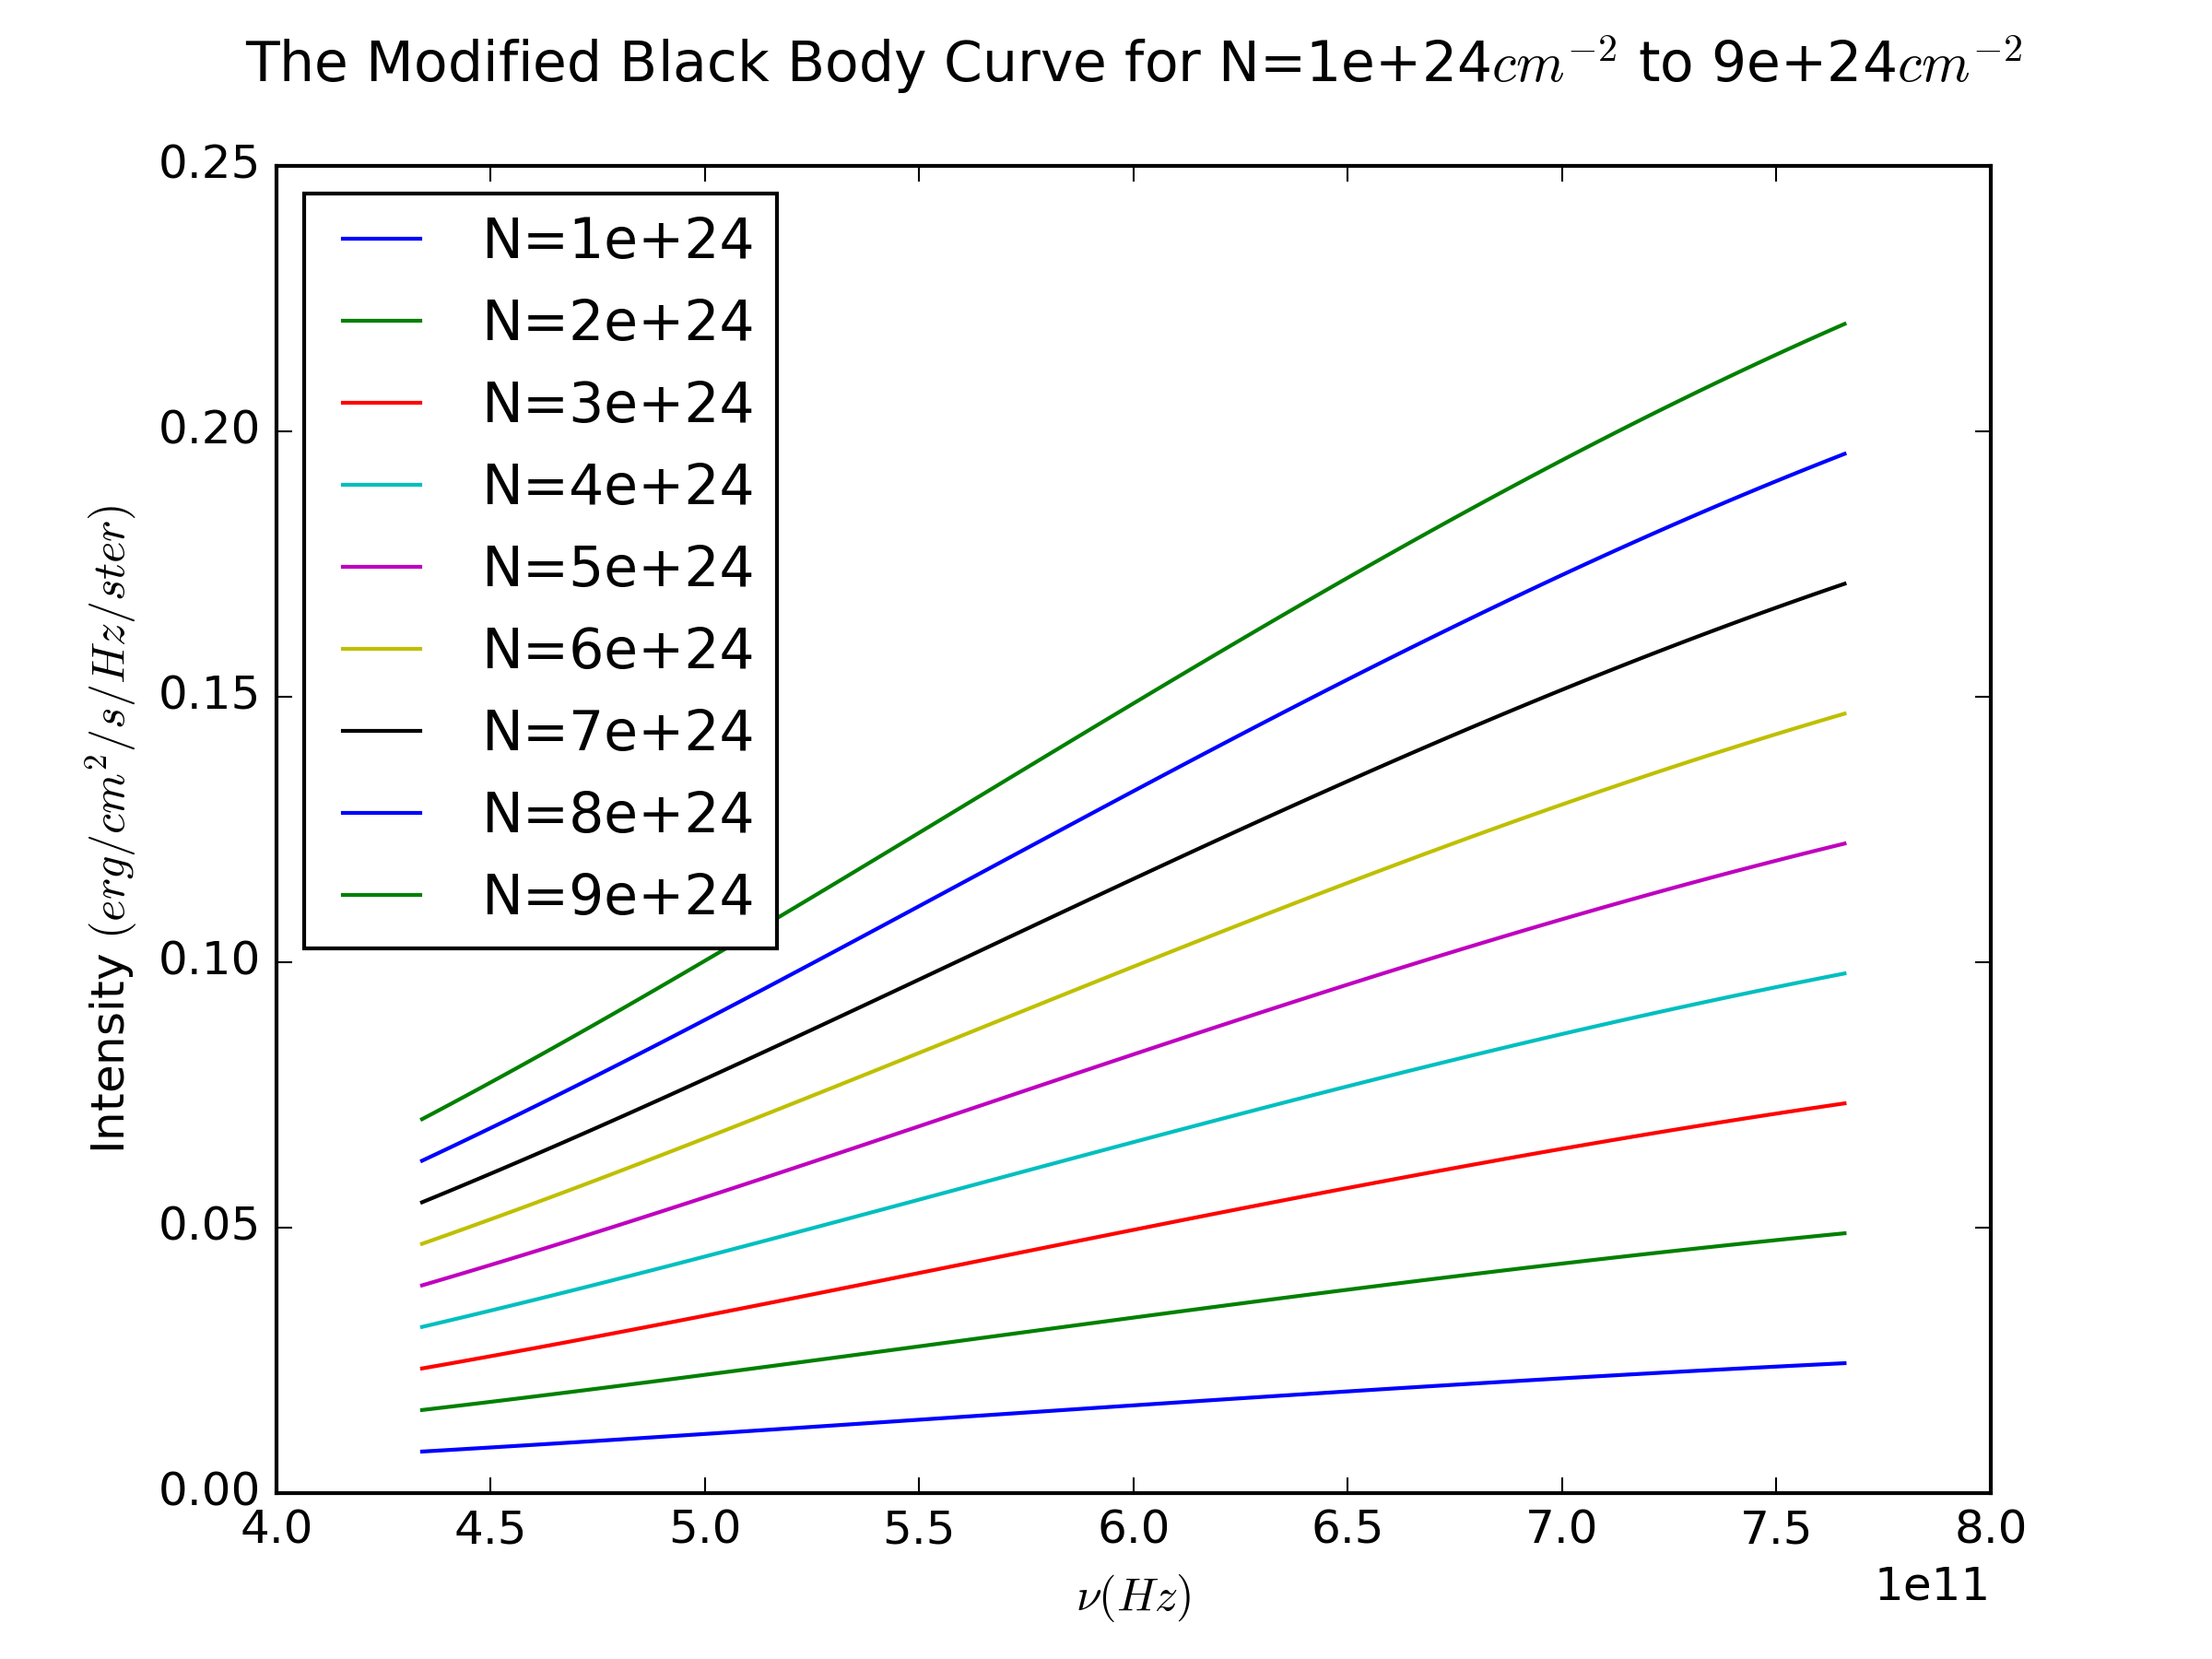 The Modified Black Body Curve for N=1e+24cm⁻² to 9e+24cm⁻²
0.25
0.20
0.15
0.10
0.05
0.00
Intensity (erg/cm²/s/Hz/ster)
N=1e+24
N=2e+24
N=3e+24
N=4e+24
N=5e+24
N=6e+24
N=7e+24
N=8e+24
N=9e+24
4.0 4.5 5.0 5.5 6.0 6.5 7.0 7.5 8.0
1e11
ν(Hz)